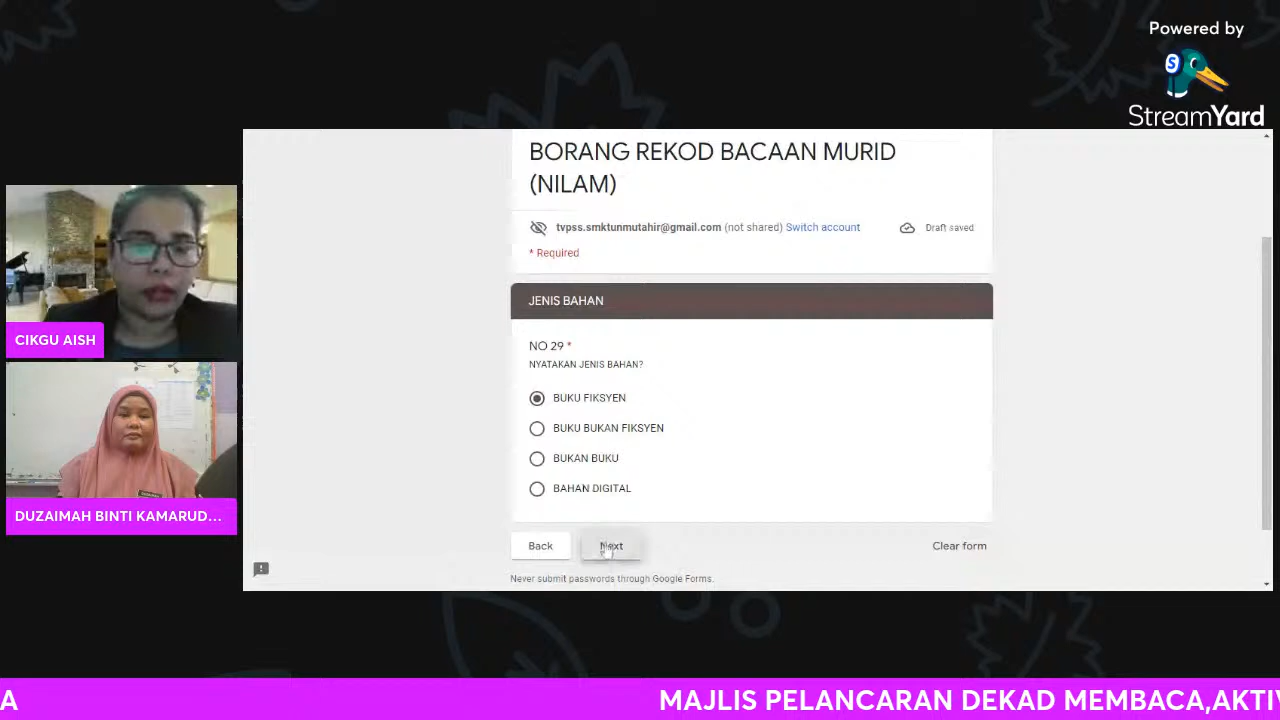 Powered by
S
StreamYard
BORANG REKOD BACAAN MURID
(NILAM)
tvpss.smktunmutahir@gmail.com (not shared) Switch account
Draft saved
* Required
JENIS BAHAN
NO 29 *
NYATAKAN JENIS BAHAN?
BUKU FIKSYEN
BUKU BUKAN FIKSYEN
BUKAN BUKU
BAHAN DIGITAL
Back
Next
Clear form
Never submit passwords through Google Forms.
CIKGU AISH
DUZAIMAH BINTI KAMARUD...
A
MAJLIS PELANCARAN DEKAD MEMBACA,AKTIV